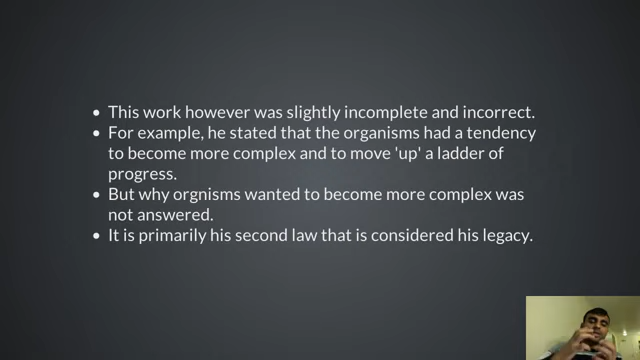 This work however was slightly incomplete and incorrect.
For example, he stated that the organisms had a tendency
to become more complex and to move 'up' a ladder of
progress.
But why orgnisms wanted to become more complex was
not answered.
It is primarily his second law that is considered his legacy.